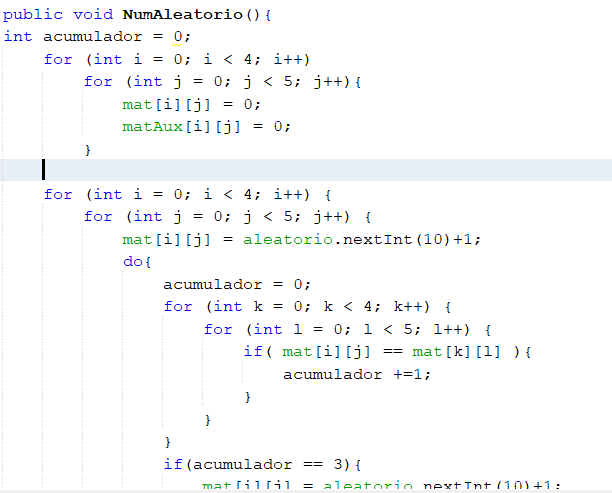 public void NumAleatorio(){
int acumulador = 0;
for (int i = 0; i < 4; i++)
for (int j = 0; j < 5; j++){
mat[i][j] = 0;
matAux[i][j] = 0;
}
for (int i = 0; i < 4; i++) {
for (int j = 0; j < 5; j++) {
mat[i][j] = aleatorio.nextInt(10)+1;
do{
acumulador = 0;
for (int k = 0; k < 4; k++) {
for (int l = 0; l < 5; l++) {
if( mat[i][j] == mat[k][l] ){
acumulador +=1;
}
}
}
if(acumulador == 3){
mat[i][j] = aleatorio.nextInt(10)+1;